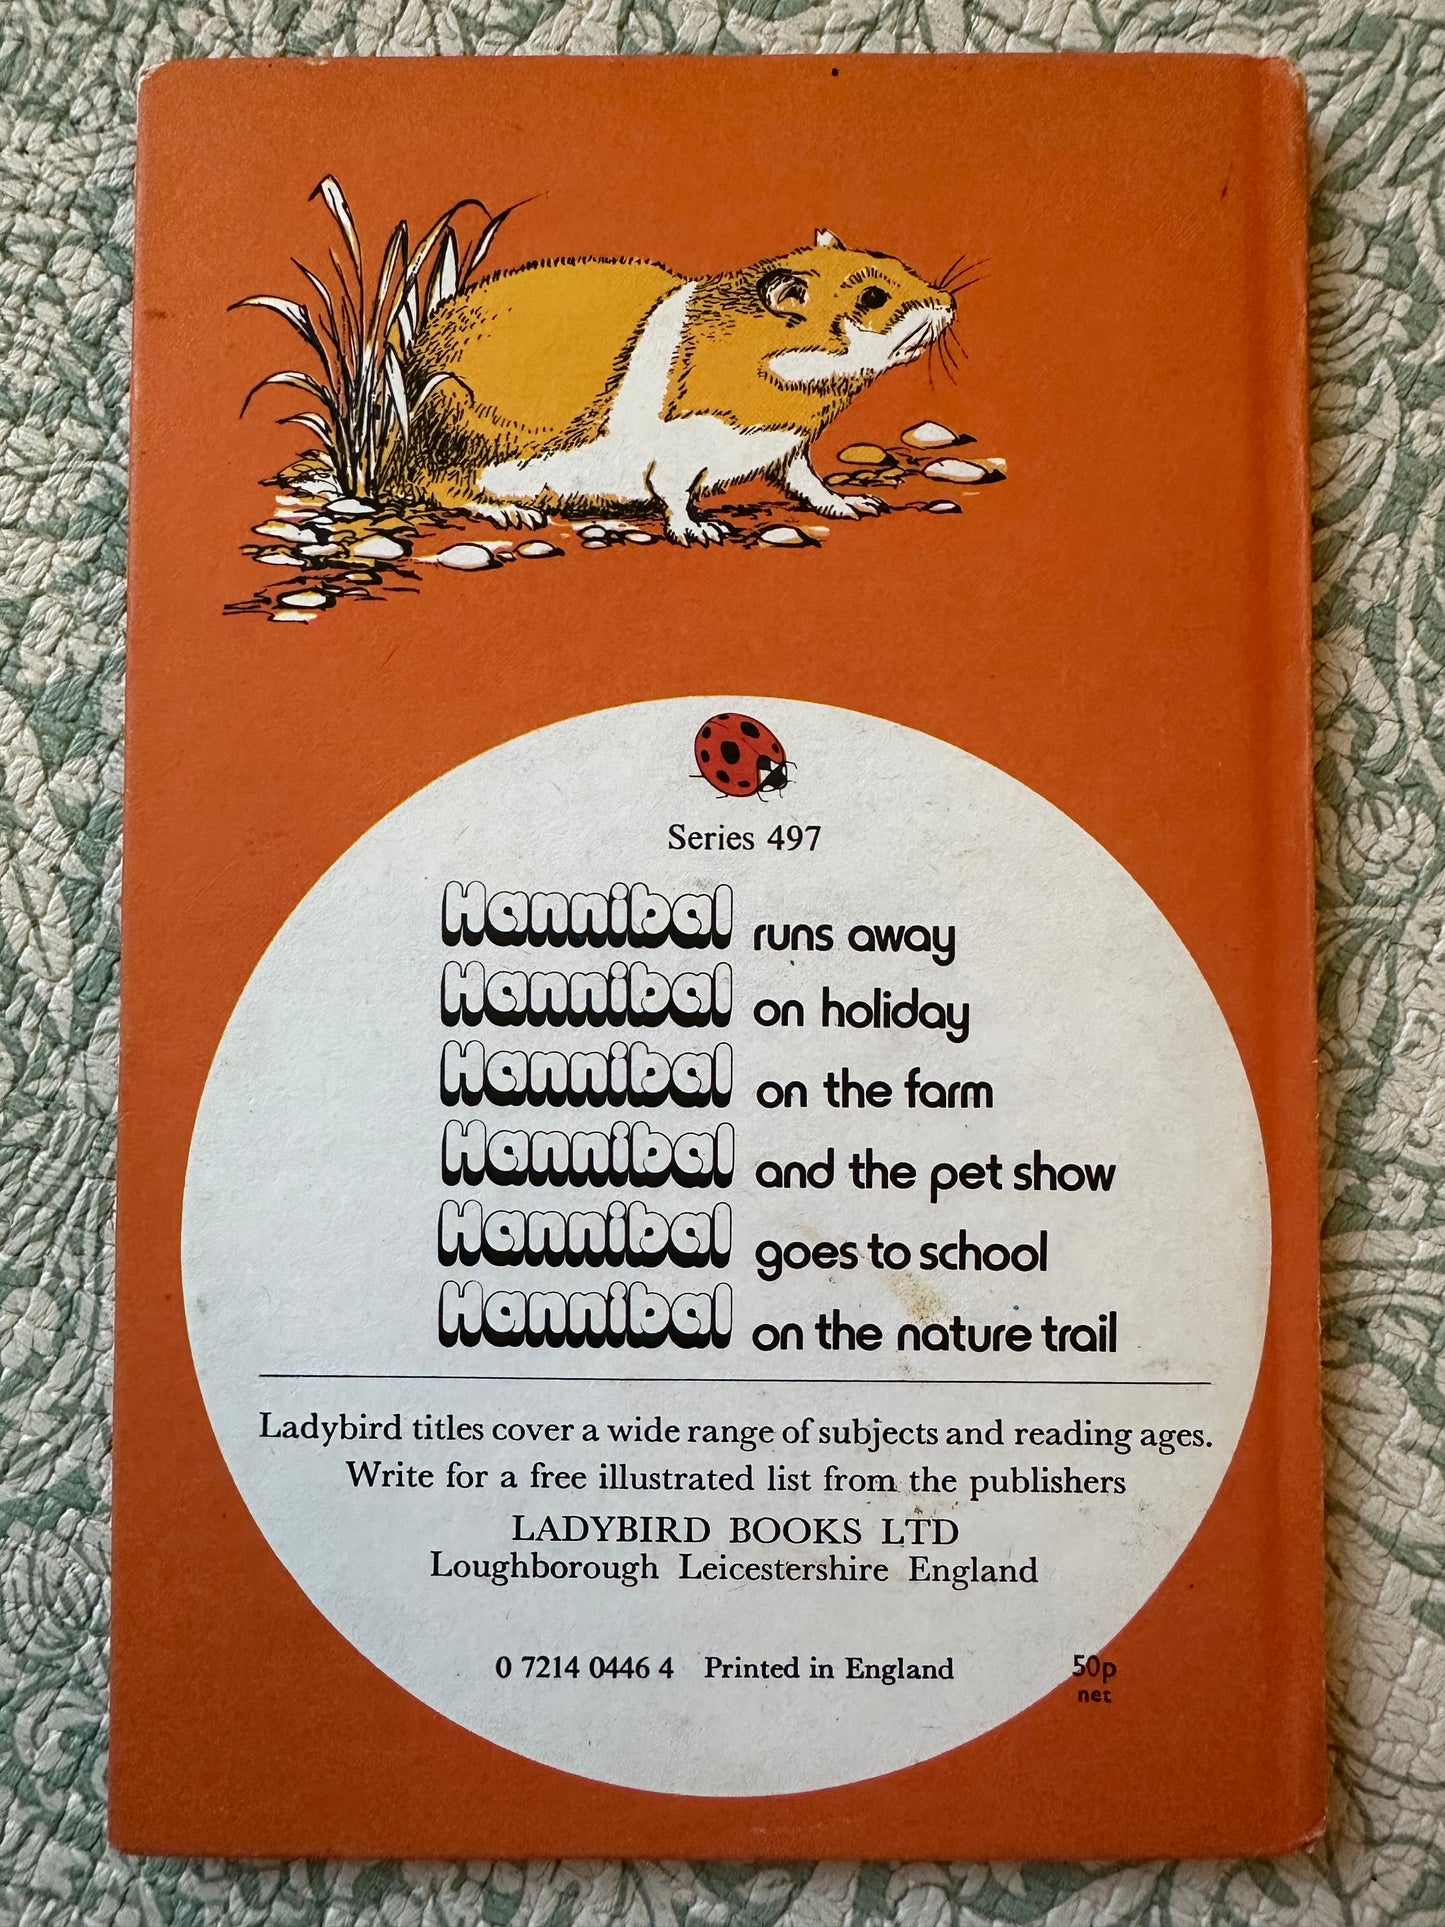 Series 497
Hannibal runs away
Hannibal on holiday
Hannibal on the farm
Hannibal and the pet show
Hannibal goes to school
Hannibal on the nature trail
Ladybird titles cover a wide range of subjects and reading ages.
Write for a free illustrated list from the publishers
LADYBIRD BOOKS LTD
Loughborough Leicestershire England
0 7214 0446 4 Printed in England 50p
net